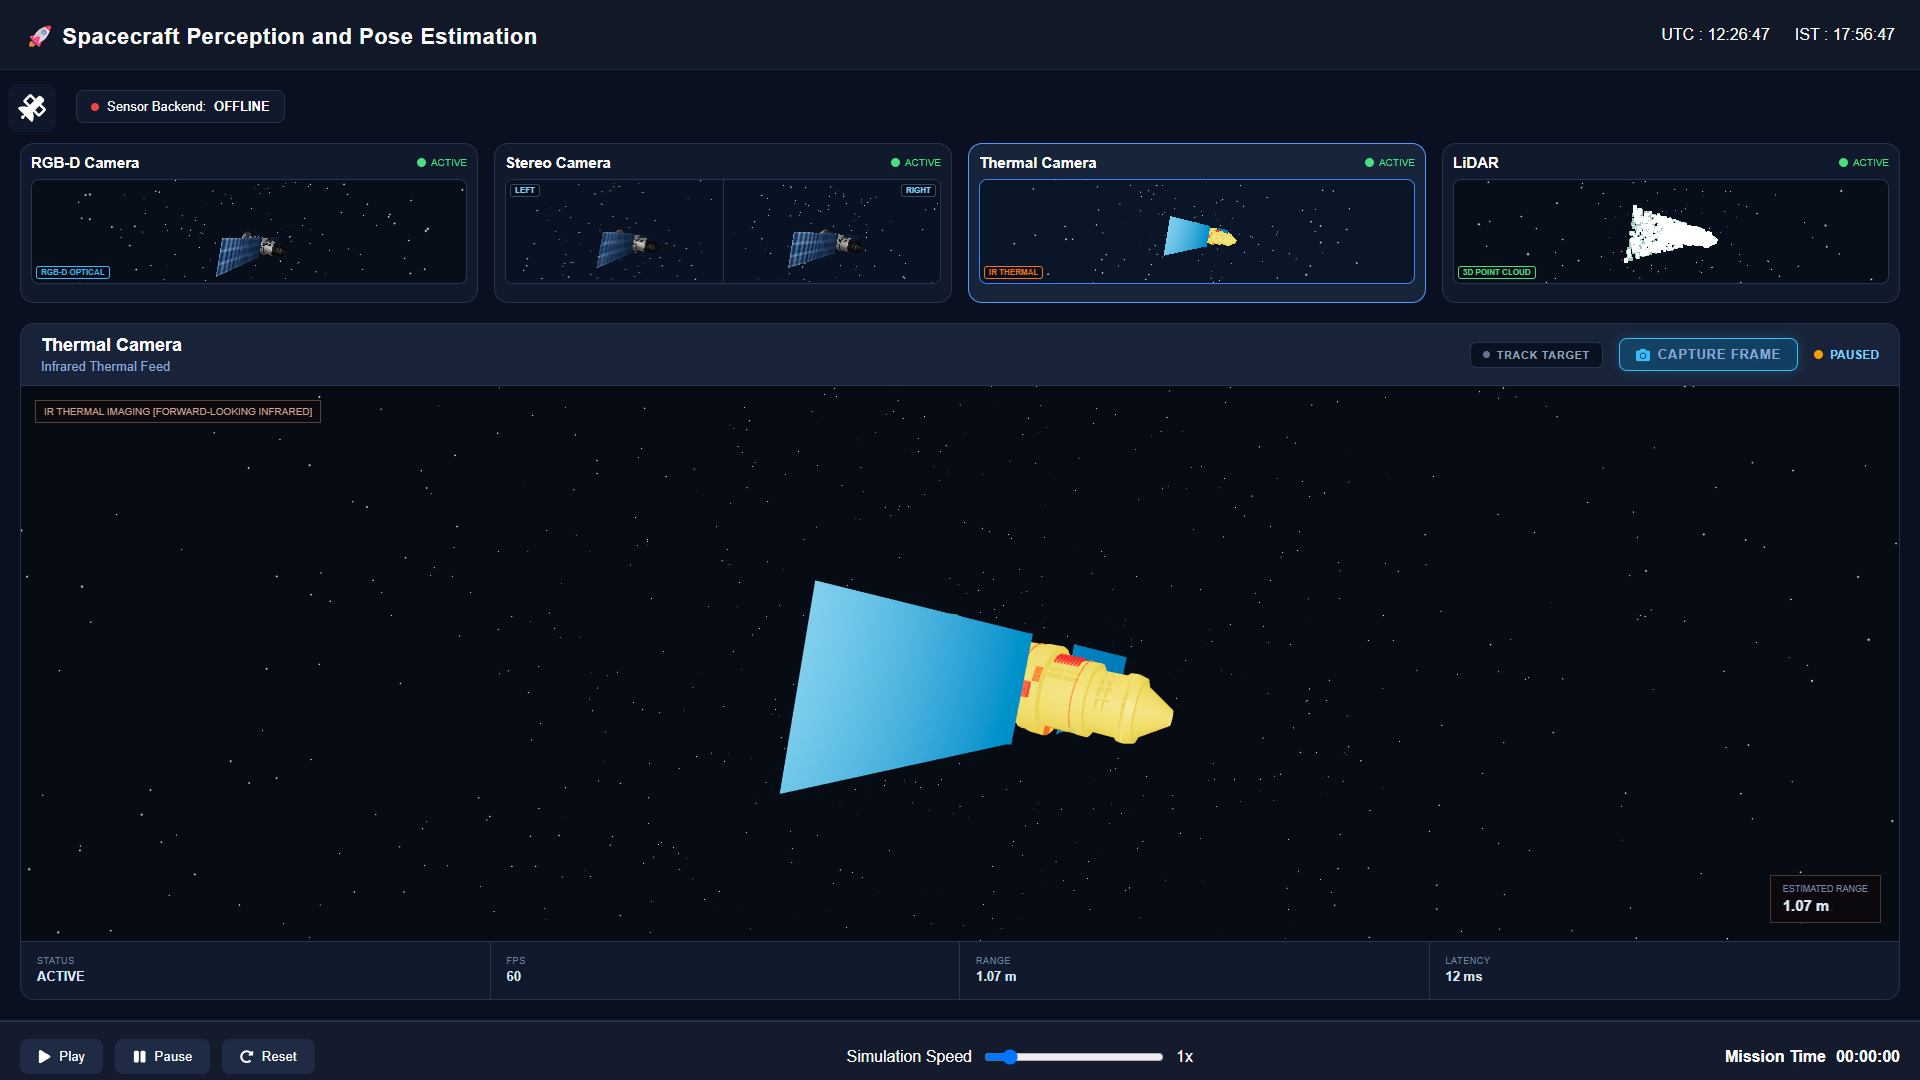 Spacecraft Perception and Pose Estimation
UTC : 12:26:47 IST : 17:56:47
Sensor Backend: OFFLINE
RGB-D Camera
ACTIVE
RGB-D OPTICAL
Stereo Camera
ACTIVE
LEFT
RIGHT
Thermal Camera
ACTIVE
IR THERMAL
LiDAR
ACTIVE
3D POINT CLOUD
Thermal Camera
Infrared Thermal Feed
TRACK TARGET
CAPTURE FRAME
PAUSED
IR THERMAL IMAGING [FORWARD-LOOKING INFRARED]
ESTIMATED RANGE
1.07 m
STATUS
ACTIVE
FPS
60
RANGE
1.07 m
LATENCY
12 ms
Play
Pause
Reset
Simulation Speed 1x
Mission Time 00:00:00